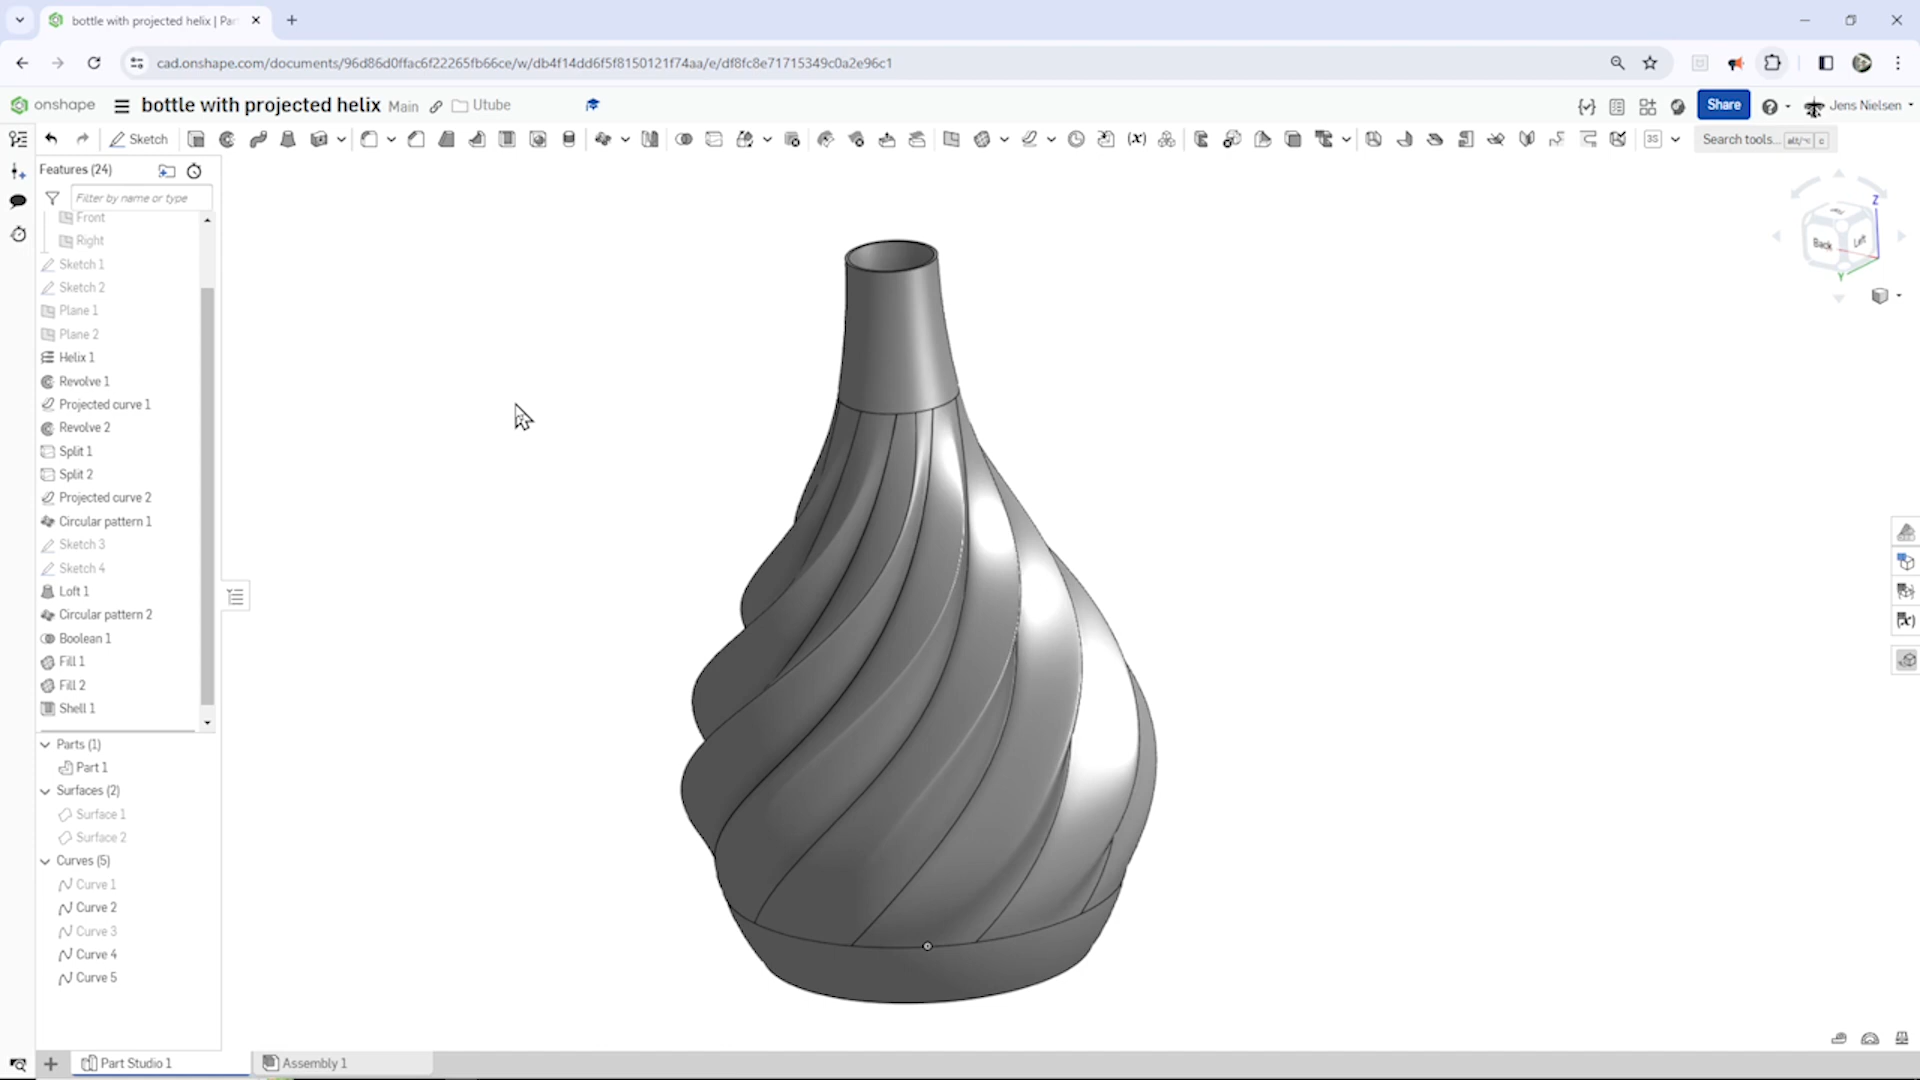 bottle with projected helix | Par
cad.onshape.com/documents/96d86d0ffac6f22265fb66ce/w/db4f14dd6f5f8150121f74aa/e/df8fc8e71715349c0a2e96c1
onshape bottle with projected helix Main Utube Share Jens Nielsen
Sketch 3S Search tools... alt/⌥ c
Features (24)
Filter by name or type
Front
Right
Sketch 1
Sketch 2
Plane 1
Plane 2
Helix 1
Revolve 1
Projected curve 1
Revolve 2
Split 1
Split 2
Projected curve 2
Circular pattern 1
Sketch 3
Sketch 4
Loft 1
Circular pattern 2
Boolean 1
Fill 1
Fill 2
Shell 1
Parts (1)
Part 1
Surfaces (2)
Surface 1
Surface 2
Curves (5)
Curve 1
Curve 2
Curve 3
Curve 4
Curve 5
Z
Back Left
Y
Part Studio 1 Assembly 1